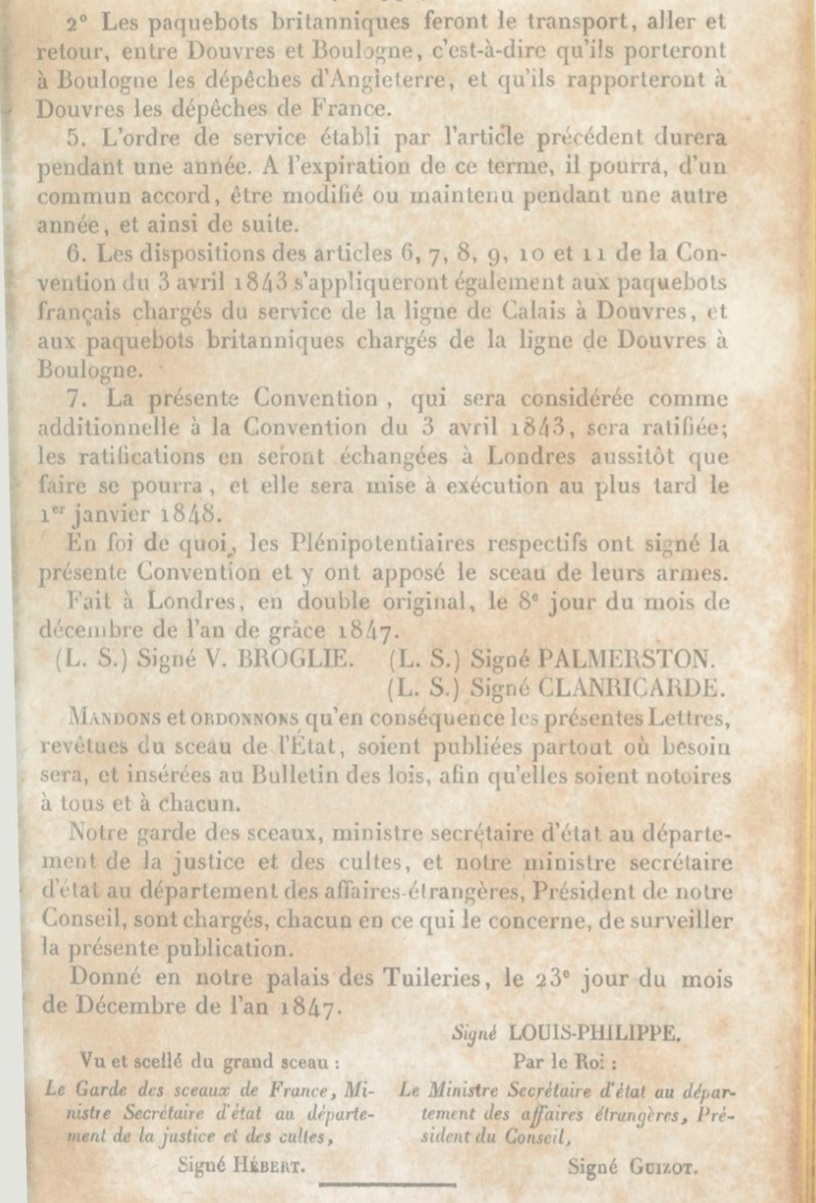 2° Les paquebots britanniques feront le transport, aller et
retour, entre Douvres et Boulogne, c'est-à-dire qu'ils porteront
à Boulogne les dépêches d'Angleterre, et qu'ils rapporteront à
Douvres les dépêches de France.
5. L'ordre de service établi par l'article précédent durera
pendant une année. A l'expiration de ce terme, il pourra, d'un
commun accord, être modifié ou maintenu pendant une autre
année, et ainsi de suite.
6. Les dispositions des articles 6, 7, 8, 9, 10 et 11 de la Con-
vention du 3 avril 1843 s'appliqueront également aux paquebots
français chargés du service de la ligne de Calais à Douvres, et
aux paquebots britanniques chargés de la ligne de Douvres à
Boulogne.
7. La présente Convention, qui sera considérée comme
additionnelle à la Convention du 3 avril 1843, sera ratifiée;
les ratifications en seront échangées à Londres aussitôt que
faire se pourra, et elle sera mise à exécution au plus tard le
1er janvier 1848.
En foi de quoi, les Plénipotentiaires respectifs ont signé la
présente Convention et y ont apposé le sceau de leurs armes.
Fait à Londres, en double original, le 8e jour du mois de
décembre de l'an de grâce 1847.
(L. S.) Signé V. BROGLIE. (L. S.) Signé PALMERSTON.
(L. S.) Signé CLANRICARDE.
MANDONS et ORDONNONS qu'en conséquence les présentes Lettres,
revêtues du sceau de l'État, soient publiées partout où besoin
sera, et insérées au Bulletin des lois, afin qu'elles soient notoires
à tous et à chacun.
Notre garde des sceaux, ministre secrétaire d'état au départe-
ment de la justice et des cultes, et notre ministre secrétaire
d'état au département des affaires étrangères, Président de notre
Conseil, sont chargés, chacun en ce qui le concerne, de surveiller
la présente publication.
Donné en notre palais des Tuileries, le 23e jour du mois
de Décembre de l'an 1847.
Signé LOUIS-PHILIPPE.
Vu et scellé du grand sceau :
Le Garde des sceaux de France, Mi-
nistre Secrétaire d'état au départe-
ment de la justice et des cultes,
Signé HÉBERT.
Par le Roi :
Le Ministre Secrétaire d'état au dépar-
tement des affaires étrangères, Pré-
sident du Conseil,
Signé GUIZOT.